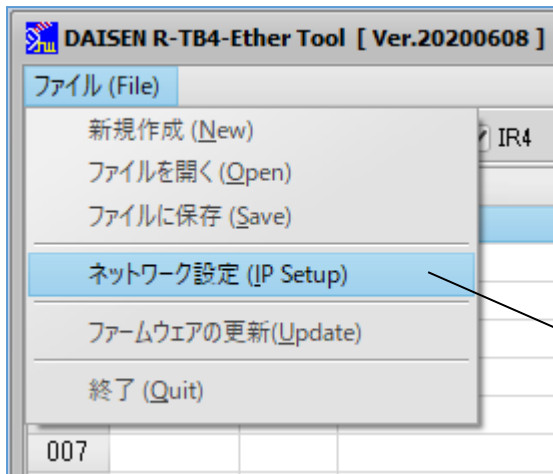 DAISEN R-TB4-Ether Tool [ Ver.20200608 ]
ファイル (File)
新規作成 (New)
IR4
ファイルを開く (Open)
ファイルに保存 (Save)
ネットワーク設定 (IP Setup)
ファームウェアの更新(Update)
終了 (Quit)
007